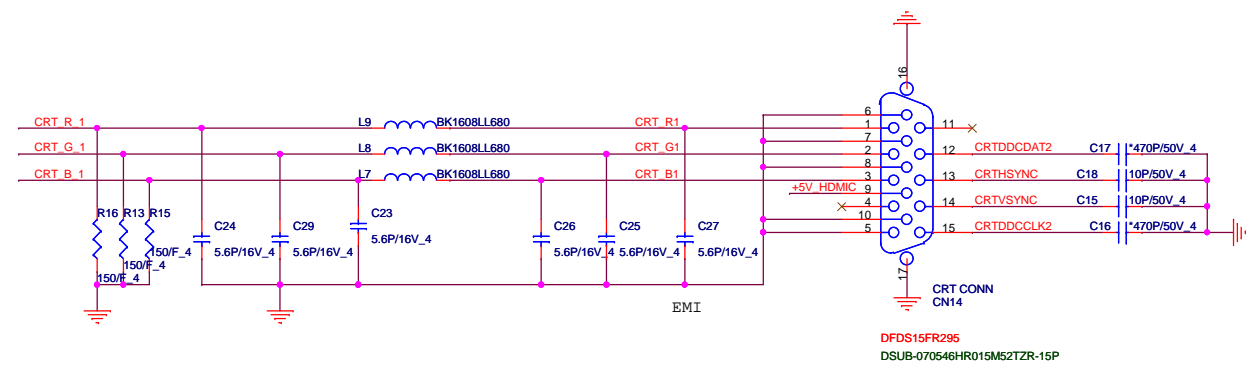 16
6
CRT_R_1
L9
BK1608LL680
CRT_R1
1
11
7
CRT_G_1
L8
BK1608LL680
CRT_G1
2
12
CRTDDCDAT2
C17
*470P/50V_4
8
CRT_B_1
L7
BK1608LL680
CRT_B1
3
13
CRTHSYNC
C18
10P/50V_4
+5V_HDMIC
9
4
14
CRTVSYNC
C15
10P/50V_4
R16
R13
R15
C23
10
C24
C29
C26
C25
C27
5
15
CRTDDCCLK2
C16
*470P/50V_4
5.6P/16V_4
150/F_4
5.6P/16V_4
5.6P/16V_4
5.6P/16V_4
5.6P/16V_4
5.6P/16V_4
150/F_4
150/F_4
17
CRT CONN
CN14
EMI
DFDS15FR295
DSUB-070546HR015M52TZR-15P